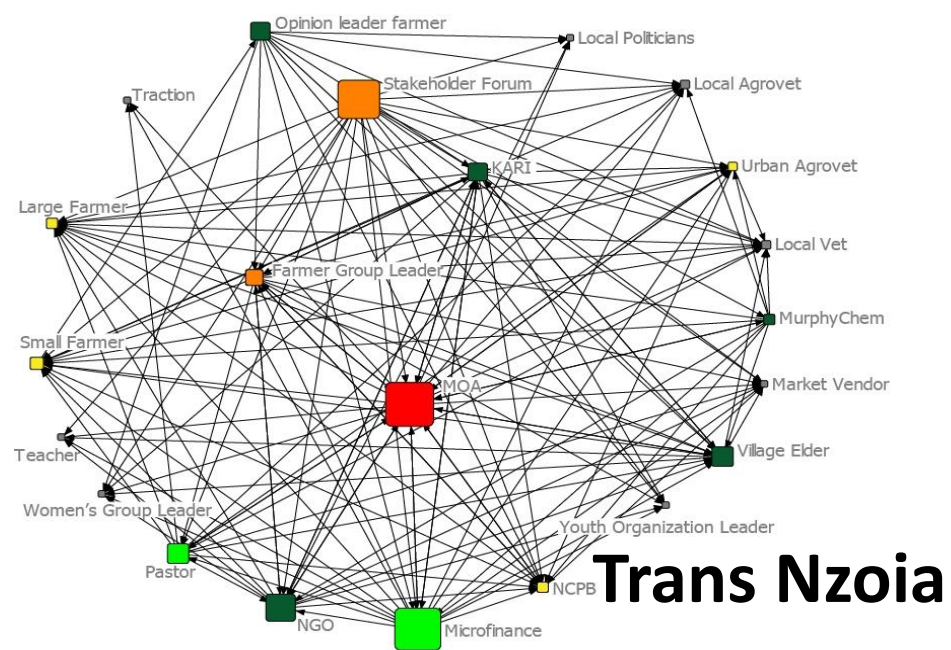 Opinion leader farmer
Local Politicians
Stakeholder Forum
Local Agrovet
Traction
KARI
Urban Agrovet
Large Farmer
Local Vet
Farmer Group Leader
MurphyChem
Small Farmer
MOA
Market Vendor
Teacher
Village Elder
Women's Group Leader
Youth Organization Leader
Pastor
NCPB
Trans Nzoia
NGO
Microfinance